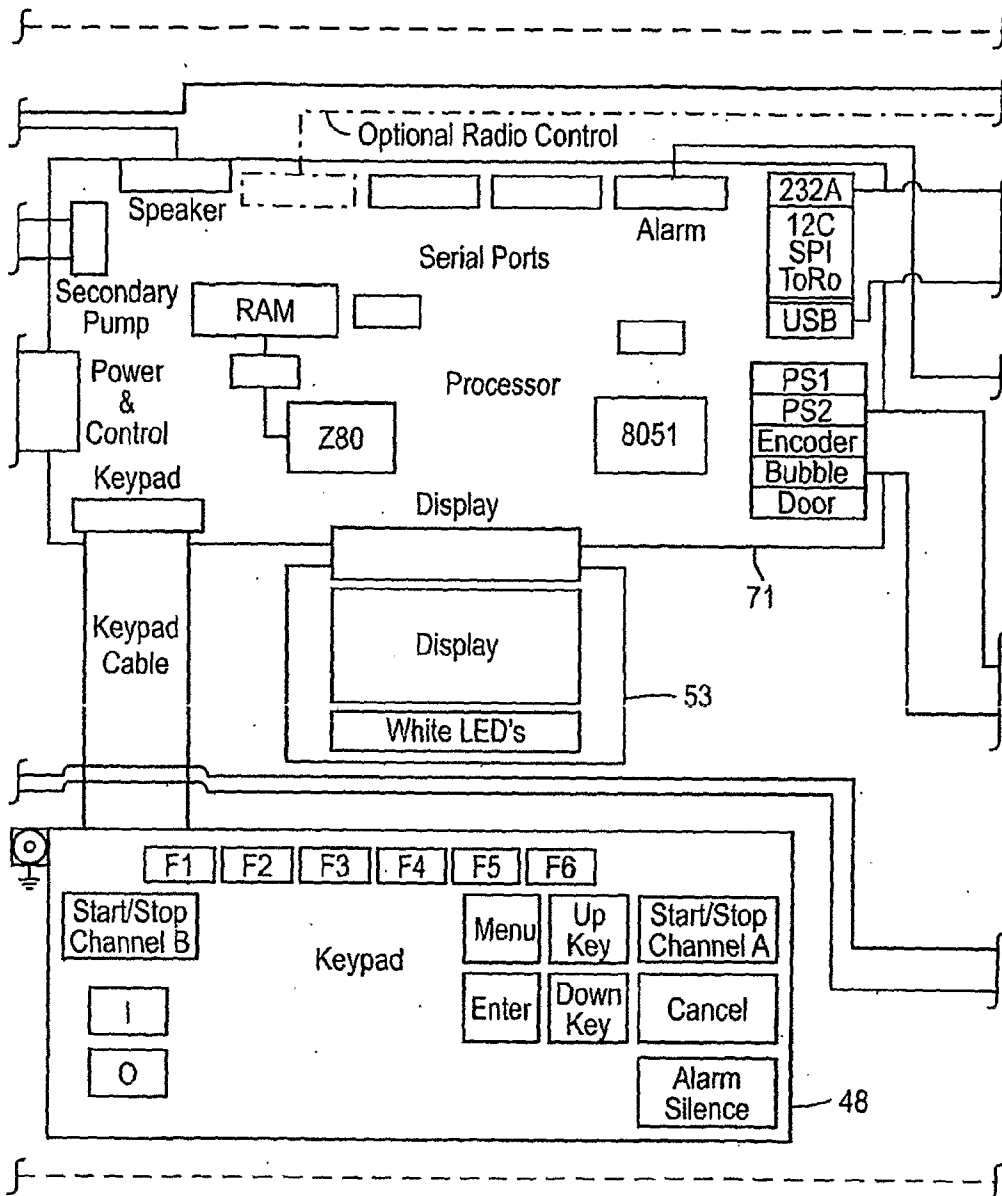 Optional Radio Control
Speaker
Alarm
232A
12C
SPI
ToRo
USB
Serial Ports
Secondary
Pump
RAM
Power
&
Control
Processor
Z80
8051
PS1
PS2
Encoder
Bubble
Door
Keypad
Display
71
Keypad
Cable
Display
53
White LED's
F1 F2 F3 F4 F5 F6
Start/Stop
Channel B
Keypad
Menu
Up
Key
Start/Stop
Channel A
I
Enter
Down
Key
Cancel
O
Alarm
Silence
48